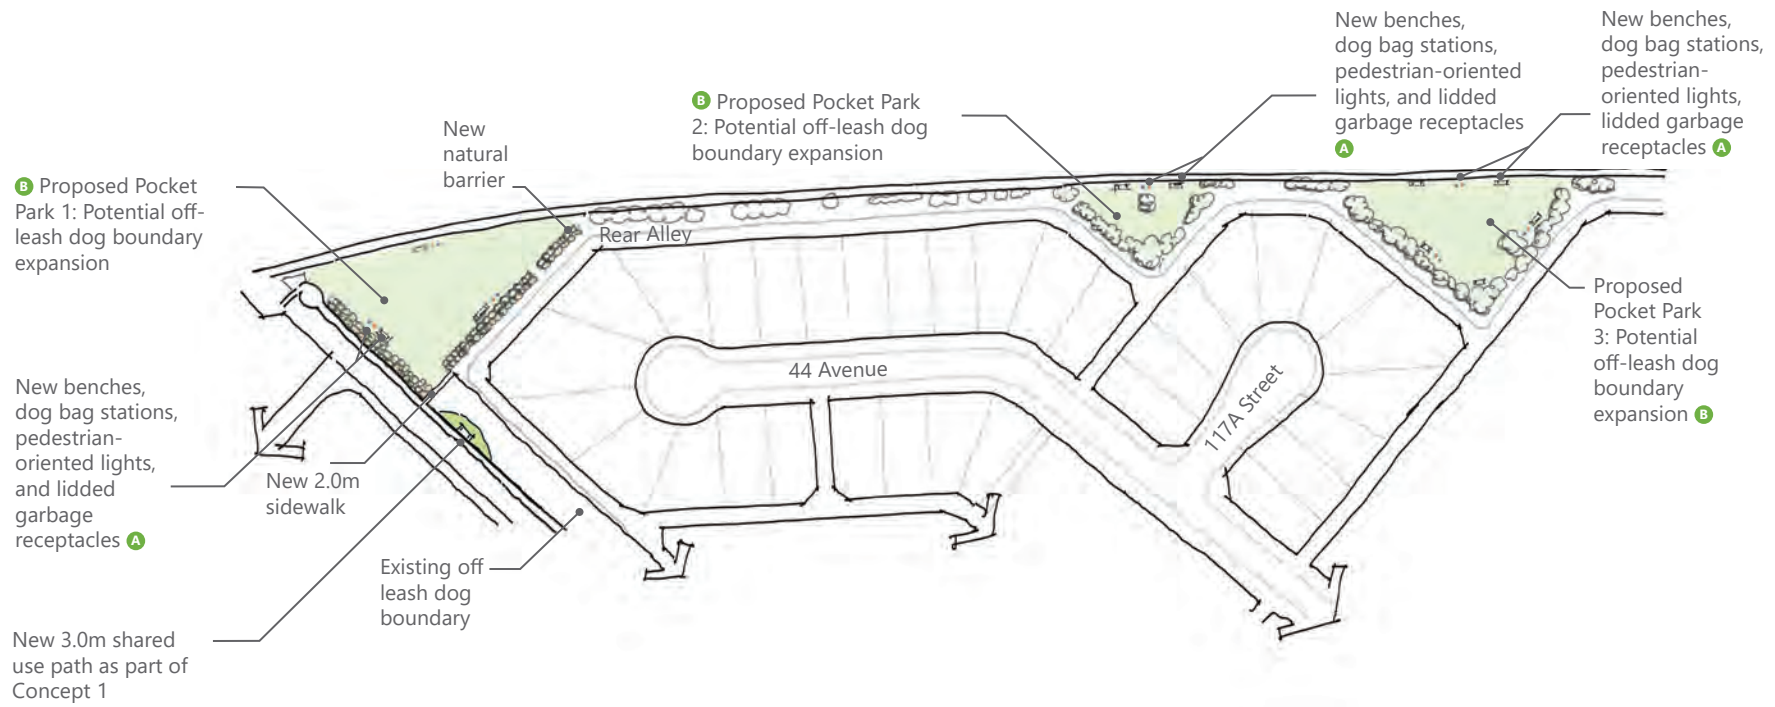 New benches,
dog bag stations,
pedestrian-oriented
lights, and lidded
garbage receptacles
A
New benches,
dog bag stations,
pedestrian-
oriented lights,
lidded garbage
receptacles A
B Proposed Pocket Park
2: Potential off-leash dog
boundary expansion
New
natural
barrier
B Proposed Pocket
Park 1: Potential off-
leash dog boundary
expansion
Rear Alley
Proposed
Pocket Park
3: Potential
off-leash dog
boundary
expansion B
44 Avenue
117A Street
New benches,
dog bag stations,
pedestrian-
oriented lights,
and lidded
garbage
receptacles A
New 2.0m
sidewalk
Existing off
leash dog
boundary
New 3.0m shared
use path as part of
Concept 1